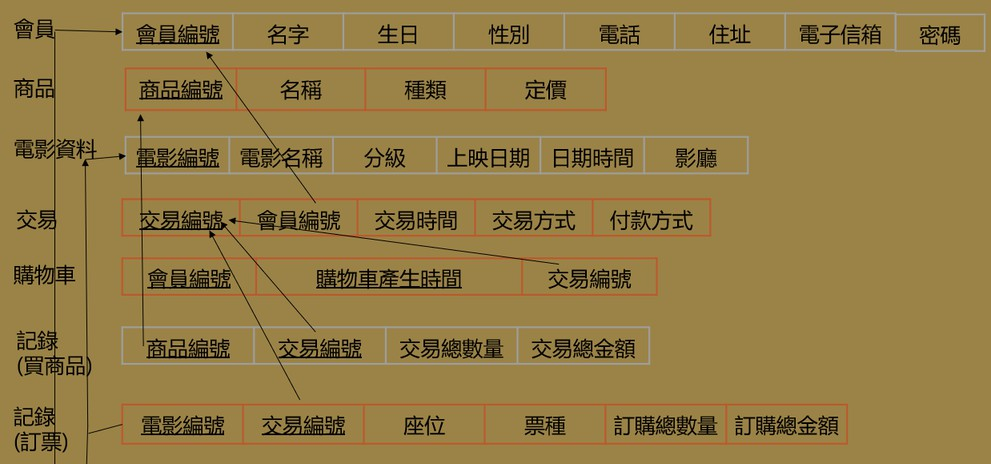 會員 會員編號 名字 生日 性別 電話 住址 電子信箱 密碼
商品 商品編號 名稱 種類 定價
電影資料 電影編號 電影名稱 分級 上映日期 日期時間 影廳
交易 交易編號 會員編號 交易時間 交易方式 付款方式
購物車 會員編號 購物車產生時間 交易編號
記錄
(買商品) 商品編號 交易編號 交易總數量 交易總金額
記錄
(訂票) 電影編號 交易編號 座位 票種 訂購總數量 訂購總金額